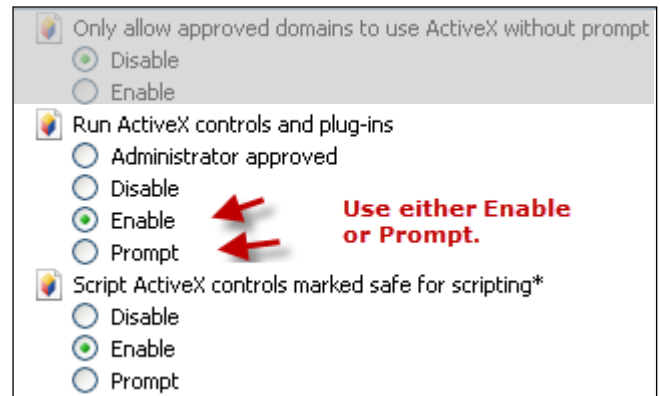 Only allow approved domains to use ActiveX without prompt
Disable
Enable
Run ActiveX controls and plug-ins
Administrator approved
Disable
Enable
Prompt
Use either Enable
or Prompt.
Script ActiveX controls marked safe for scripting*
Disable
Enable
Prompt